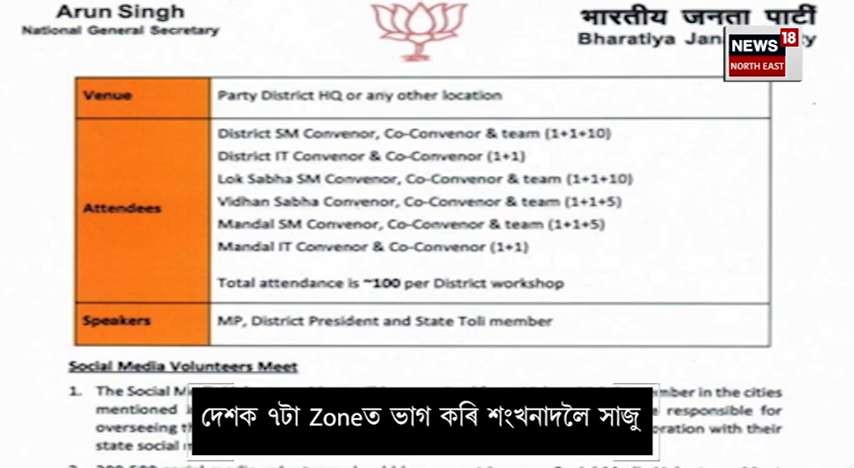 Arun Singh
National General Secretary
भारतीय जनता पार्टी
Bharatiya Jan
NEWS 18
NORTH EAST
Venue
Party District HQ or any other location
Attendees
District SM Convenor, Co-Convenor & team (1+1+10)
District IT Convenor & Co-Convenor (1+1)
Lok Sabha SM Convenor, Co-Convenor & team (1+1+10)
Vidhan Sabha Convenor, Co-Convenor & team (1+1+5)
Mandal SM Convenor, Co-Convenor & team (1+1+5)
Mandal IT Convenor & Co-Convenor (1+1)
Total attendance is ~100 per District workshop
Speakers
MP, District President and State Toli member
Social Media Volunteers Meet
1. The Social in the cities
mentioned responsible for
overseeing with their
state social
দেশক ৭টা Zoneত ভাগ কৰি শংখনাদলৈ সাজু